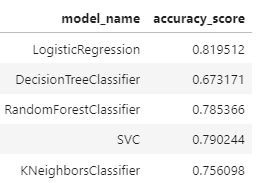 model_name accuracy_score
LogisticRegression 0.819512
DecisionTreeClassifier 0.673171
RandomForestClassifier 0.785366
SVC 0.790244
KNeighborsClassifier 0.756098